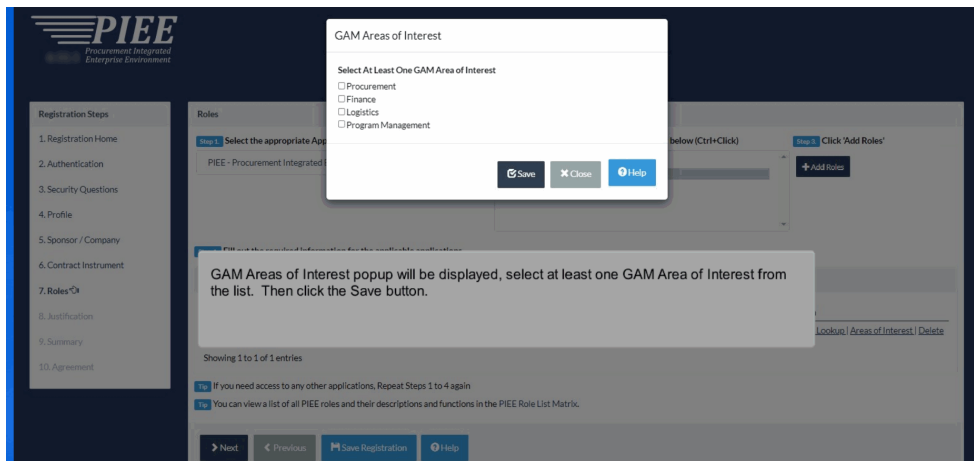 PIEE
Procurement Integrated
Enterprise Environment
GAM Areas of Interest
Select At Least One GAM Area of Interest
Procurement
Finance
Logistics
Program Management
Save
Close
Help
Registration Steps
1. Registration Home
2. Authentication
3. Security Questions
4. Profile
5. Sponsor / Company
6. Contract Instrument
7. Roles
8. Justification
9. Summary
10. Agreement
Roles
Step 1. Select the appropriate App
below (Ctrl+Click)
Step 3. Click 'Add Roles'
PIEE - Procurement Integrated
Add Roles
Fill out the required information for the applicable applications
GAM Areas of Interest popup will be displayed, select at least one GAM Area of Interest from
the list. Then click the Save button.
Lookup | Areas of Interest | Delete
Showing 1 to 1 of 1 entries
Tip If you need access to any other applications, Repeat Steps 1 to 4 again
Tip You can view a list of all PIEE roles and their descriptions and functions in the PIEE Role List Matrix.
Next
Previous
Save Registration
Help